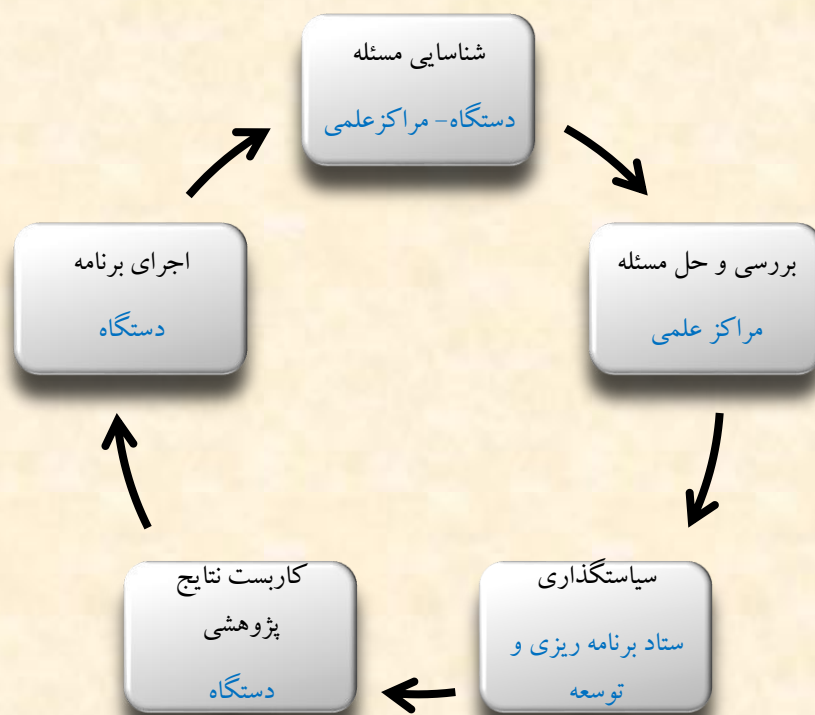 شناسایی مسئله
دستگاه- مراکزعلمی
بررسی و حل مسئله
مراکز علمی
سیاستگذاری
ستاد برنامه ریزی و
توسعه
کاربست نتایج
پژوهشی
دستگاه
اجرای برنامه
دستگاه